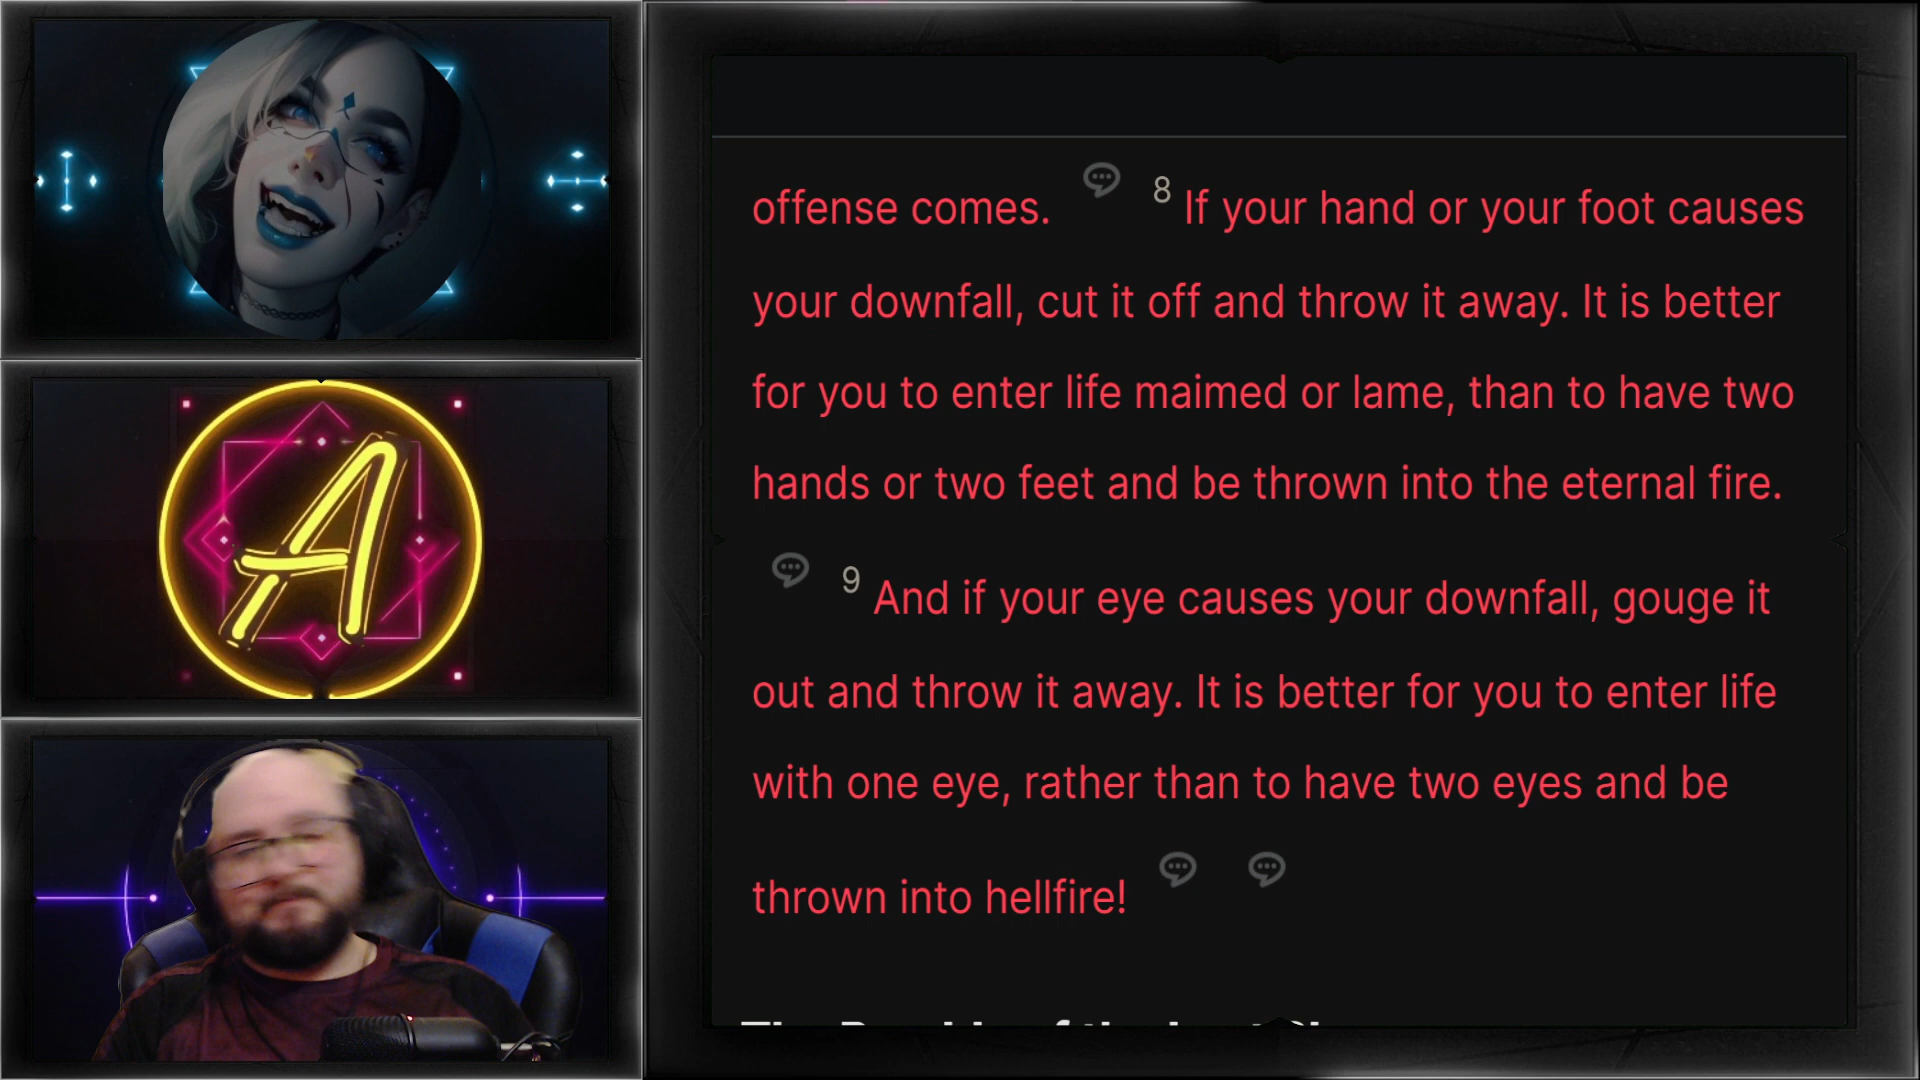 A
offense comes. 8 If your hand or your foot causes
your downfall, cut it off and throw it away. It is better
for you to enter life maimed or lame, than to have two
hands or two feet and be thrown into the eternal fire.
9 And if your eye causes your downfall, gouge it
out and throw it away. It is better for you to enter life
with one eye, rather than to have two eyes and be
thrown into hellfire!